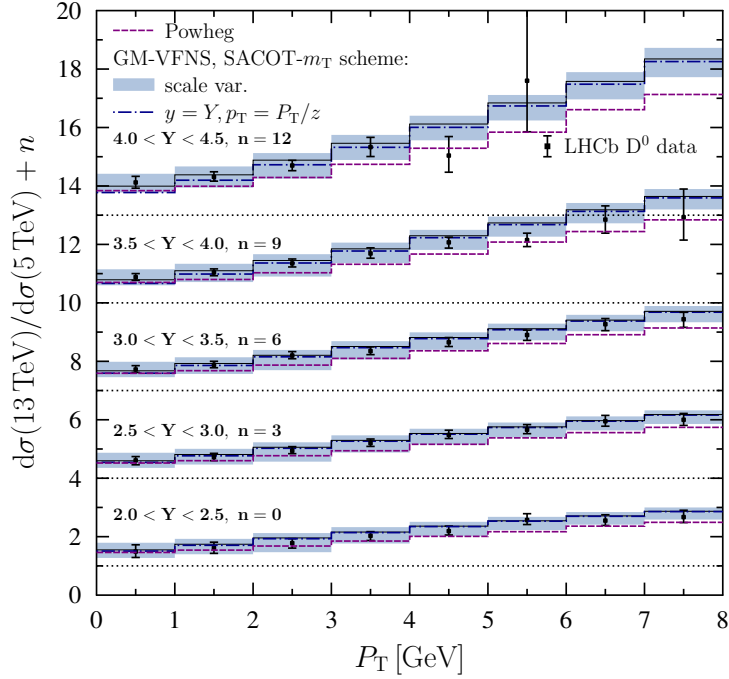 Powheg
GM-VFNS, SACOT-m_T scheme:
scale var.
y = Y, p_T = P_T/z
4.0 < Y < 4.5, n = 12
LHCb D^0 data
3.5 < Y < 4.0, n = 9
3.0 < Y < 3.5, n = 6
2.5 < Y < 3.0, n = 3
2.0 < Y < 2.5, n = 0
dσ(13 TeV)/dσ(5 TeV) + n
20
18
16
14
12
10
8
6
4
2
0
0 1 2 3 4 5 6 7 8
P_T [GeV]